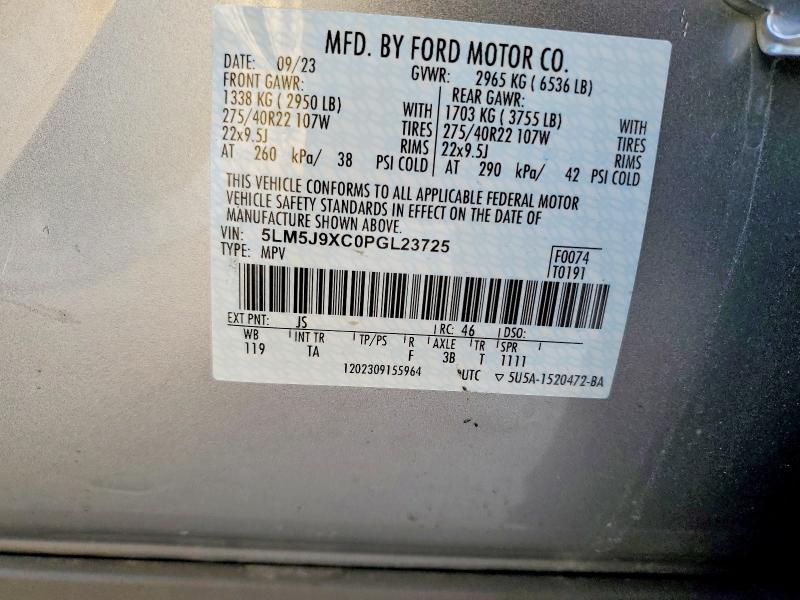 MFD. BY FORD MOTOR CO.
DATE: 09/23 GVWR: 2965 KG ( 6536 LB)
FRONT GAWR: REAR GAWR:
1338 KG ( 2950 LB) WITH 1703 KG ( 3755 LB) WITH
275/40R22 107W TIRES 275/40R22 107W TIRES
22x9.5J RIMS 22x9.5J RIMS
AT 260 kPa/ 38 PSI COLD AT 290 kPa/ 42 PSI COLD
THIS VEHICLE CONFORMS TO ALL APPLICABLE FEDERAL MOTOR
VEHICLE SAFETY STANDARDS IN EFFECT ON THE DATE OF
MANUFACTURE SHOWN ABOVE.
VIN: 5LM5J9XC0PGL23725
TYPE: MPV
F0074
T0191
EXT PNT: JS RC: 46 DSO:
WB INT TR TP/PS R AXLE TR SPR
119 TA F 3B T 1111
1202309155964 UTC ▽ 5U5A-1520472-BA